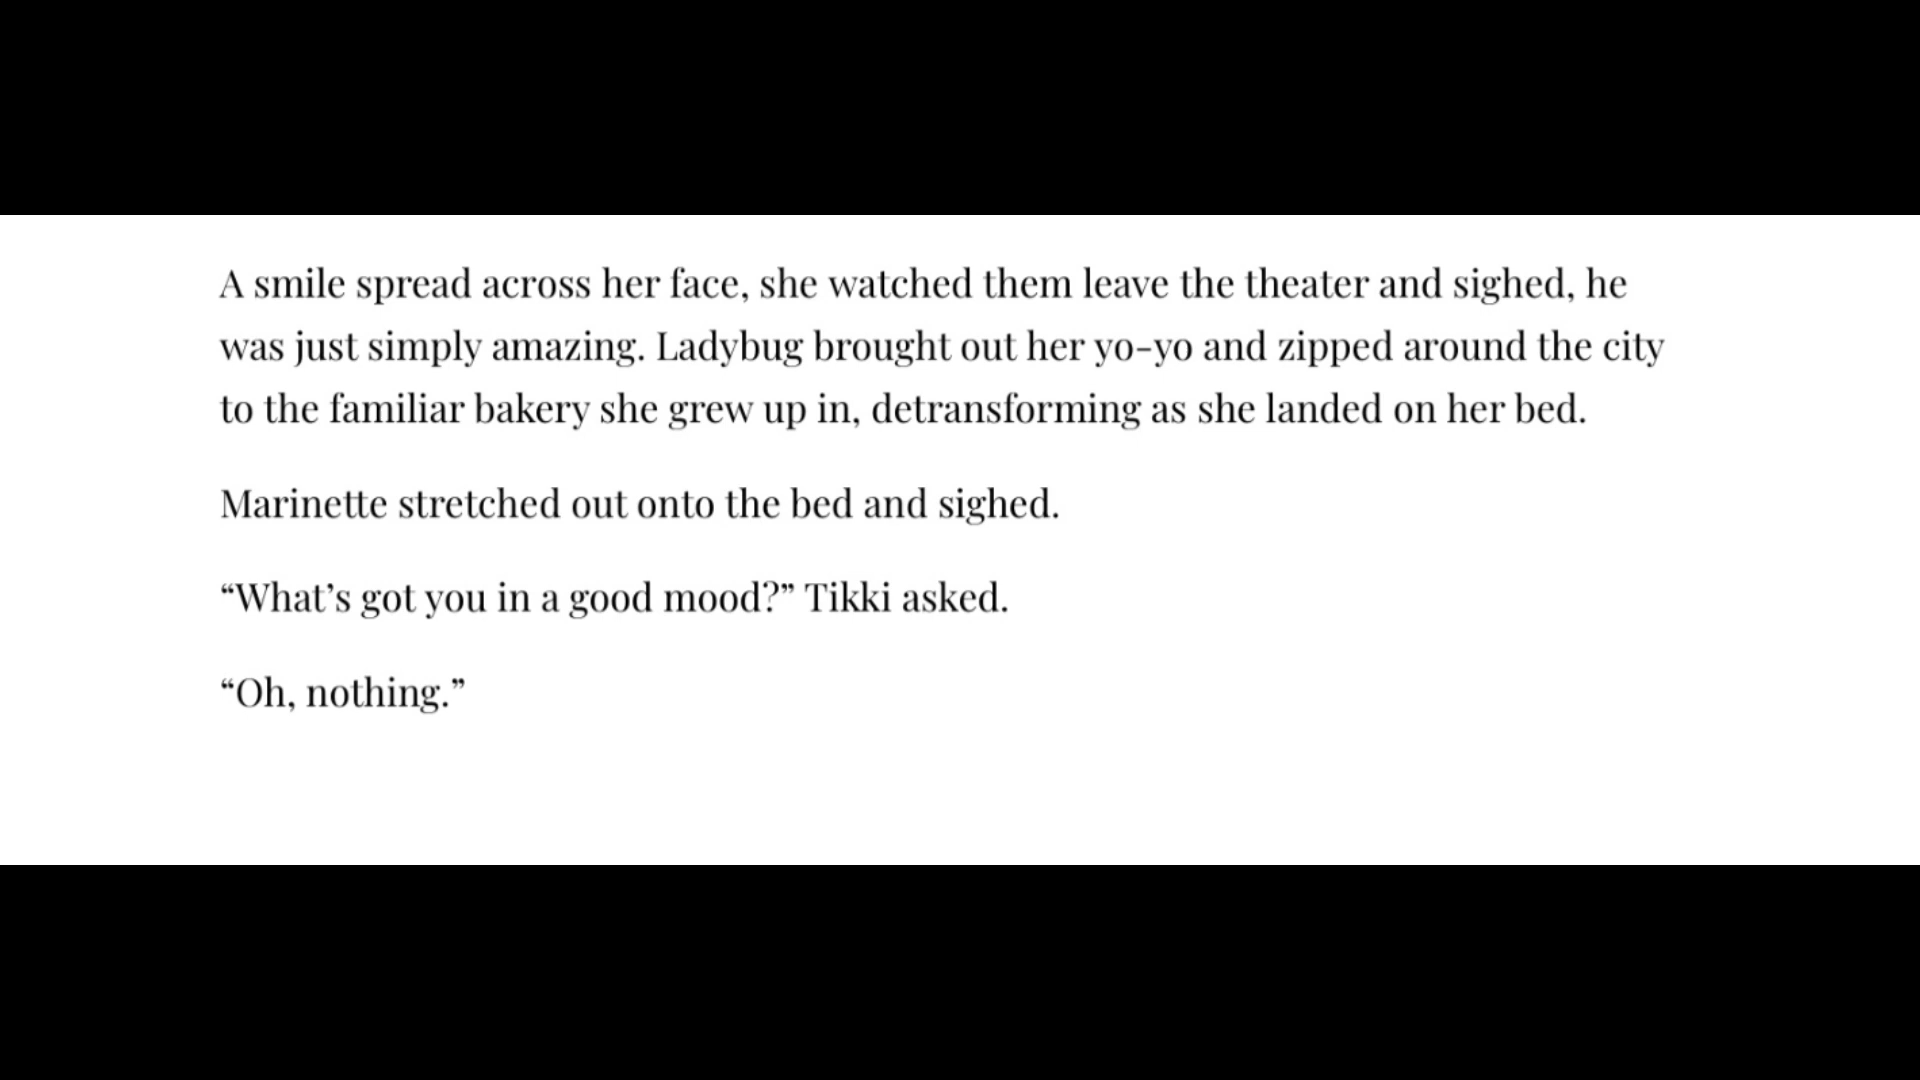 A smile spread across her face, she watched them leave the theater and sighed, he
was just simply amazing. Ladybug brought out her yo-yo and zipped around the city
to the familiar bakery she grew up in, detransforming as she landed on her bed.
Marinette stretched out onto the bed and sighed.
“What’s got you in a good mood?” Tikki asked.
“Oh, nothing.”